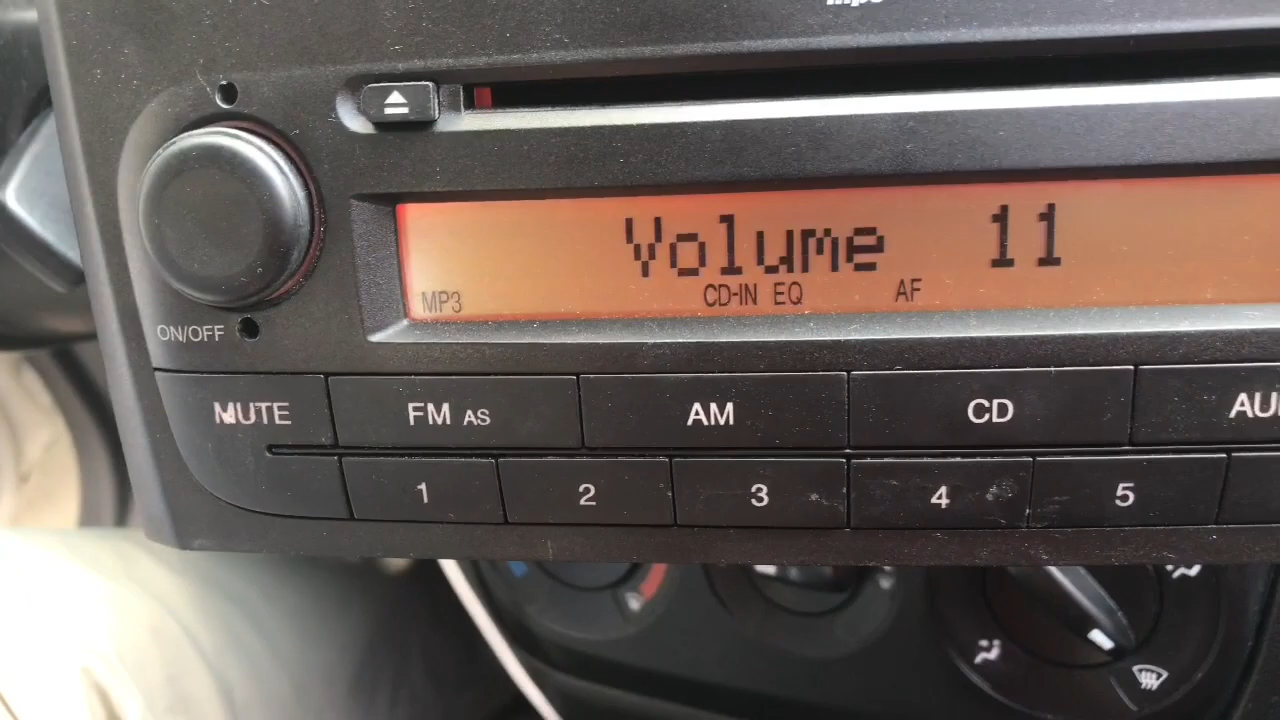 Volume 11
MP3 CD-IN EQ AF
ON/OFF
MUTE FM AS AM CD
1 2 3 4 5